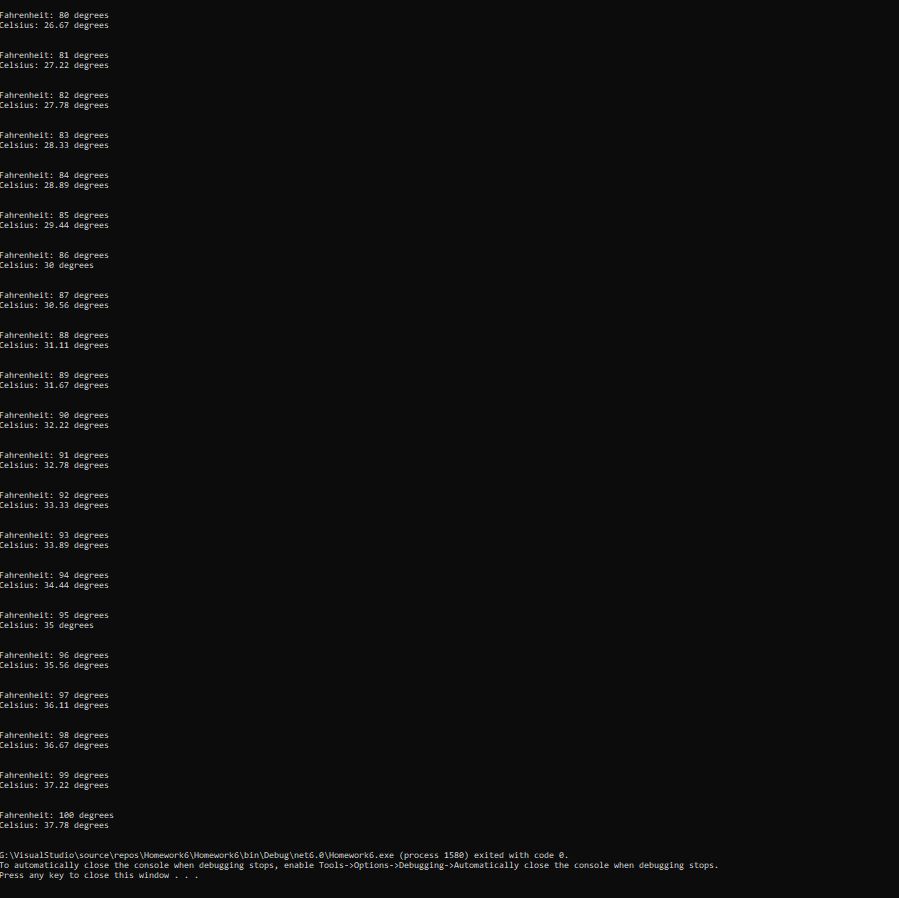 Fahrenheit: 80 degrees
Celsius: 26.67 degrees
Fahrenheit: 81 degrees
Celsius: 27.22 degrees
Fahrenheit: 82 degrees
Celsius: 27.78 degrees
Fahrenheit: 83 degrees
Celsius: 28.33 degrees
Fahrenheit: 84 degrees
Celsius: 28.89 degrees
Fahrenheit: 85 degrees
Celsius: 29.44 degrees
Fahrenheit: 86 degrees
Celsius: 30 degrees
Fahrenheit: 87 degrees
Celsius: 30.56 degrees
Fahrenheit: 88 degrees
Celsius: 31.11 degrees
Fahrenheit: 89 degrees
Celsius: 31.67 degrees
Fahrenheit: 90 degrees
Celsius: 32.22 degrees
Fahrenheit: 91 degrees
Celsius: 32.78 degrees
Fahrenheit: 92 degrees
Celsius: 33.33 degrees
Fahrenheit: 93 degrees
Celsius: 33.89 degrees
Fahrenheit: 94 degrees
Celsius: 34.44 degrees
Fahrenheit: 95 degrees
Celsius: 35 degrees
Fahrenheit: 96 degrees
Celsius: 35.56 degrees
Fahrenheit: 97 degrees
Celsius: 36.11 degrees
Fahrenheit: 98 degrees
Celsius: 36.67 degrees
Fahrenheit: 99 degrees
Celsius: 37.22 degrees
Fahrenheit: 100 degrees
Celsius: 37.78 degrees
G:\VisualStudio\source\repos\Homework6\Homework6\bin\Debug\net6.0\Homework6.exe (process 1580) exited with code 0.
To automatically close the console when debugging stops, enable Tools->Options->Debugging->Automatically close the console when debugging stops.
Press any key to close this window . . .